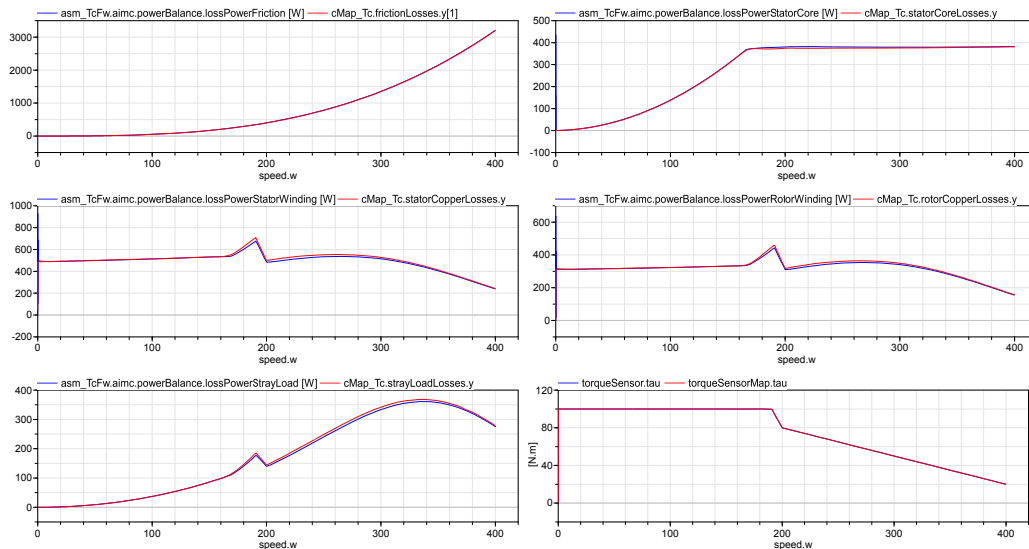 asm_TcFw.aimc.powerBalance.lossPowerFriction [W] cMap_Tc.frictionLosses.y[1]
3000
2000
1000
0
0 100 200 300 400
speed.w
asm_TcFw.aimc.powerBalance.lossPowerStatorCore [W] cMap_Tc.statorCoreLosses.y
500
400
300
200
100
0
-100
0 100 200 300 400
speed.w
asm_TcFw.aimc.powerBalance.lossPowerStatorWinding [W] cMap_Tc.statorCopperLosses.y
1000
800
600
400
200
0
-200
0 100 200 300 400
speed.w
asm_TcFw.aimc.powerBalance.lossPowerRotorWinding [W] cMap_Tc.rotorCopperLosses.y
600
400
200
0
0 100 200 300 400
speed.w
asm_TcFw.aimc.powerBalance.lossPowerStrayLoad [W] cMap_Tc.strayLoadLosses.y
400
300
200
100
0
0 100 200 300 400
speed.w
torqueSensor.tau torqueSensorMap.tau
120
80
40
0
[N.m]
0 100 200 300 400
speed.w